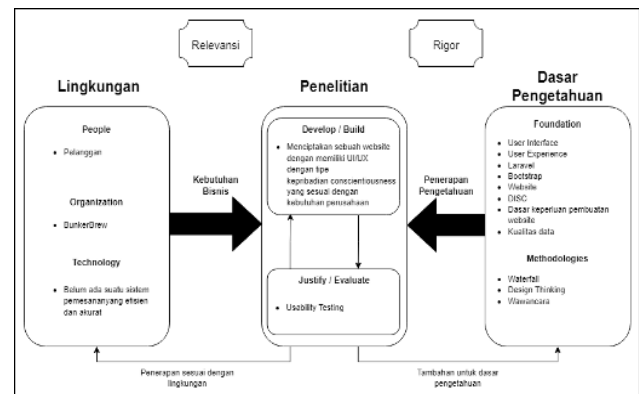 Relevansi
Rigor
Lingkungan
People
Pelanggan
Organization
BunkerBrew
Technology
Belum ada suatu sistem
pemesananyang efisien
dan akurat
Kebutuhan
Bisnis
Penelitian
Develop / Build
Menciptakan sebuah website
dengan memiliki UI/UX
dengan tipe
kepribadian conscientiousness
yang sesuai dengan
kebutuhan perusahaan
Justify / Evaluate
Usability Testing
Penerapan
Pengetahuan
Dasar
Pengetahuan
Foundation
User Interface
User Experience
Laravel
Bootstrap
Website
DISC
Dasar keperluan pembuatan
website
Kualitas data
Methodologies
Waterfall
Design Thinking
Wawancara
Penerapan sesuai dengan
lingkungan
Tambahan untuk dasar
pengetahuan